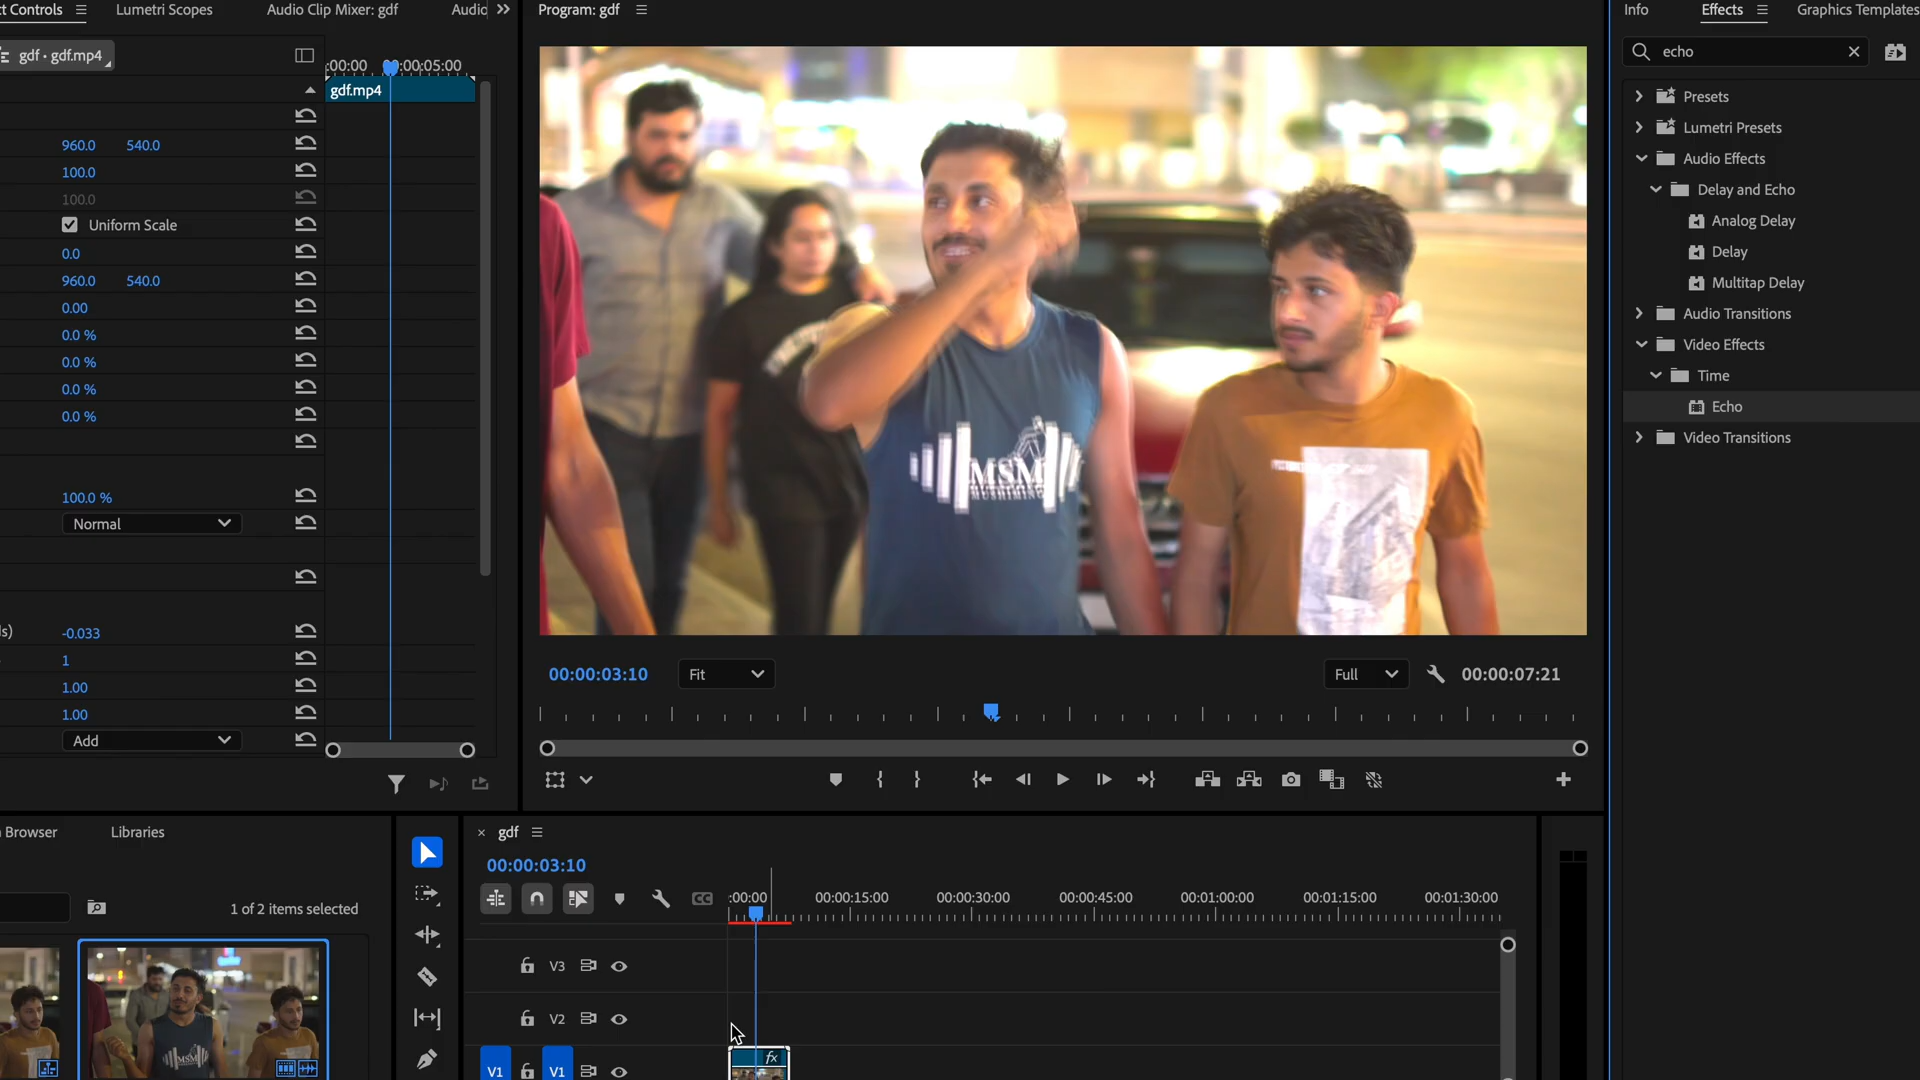 t Controls
Lumetri Scopes
Audio Clip Mixer: gdf
Audio
Program: gdf
Info
Effects
Graphics Templates
gdf • gdf.mp4
:00:00
00:00:05:00
gdf.mp4
echo
960.0 540.0
100.0
100.0
Uniform Scale
0.0
960.0 540.0
0.00
0.0 %
0.0 %
0.0 %
0.0 %
100.0 %
Normal
s)
-0.033
1
1.00
1.00
Add
MSM
Presets
Lumetri Presets
Audio Effects
Delay and Echo
Analog Delay
Delay
Multitap Delay
Audio Transitions
Video Effects
Time
Echo
Video Transitions
00:00:03:10
Fit
Full
00:00:07:21
Browser
Libraries
1 of 2 items selected
MSM
gdf
00:00:03:10
:00:00
00:00:15:00
00:00:30:00
00:00:45:00
00:01:00:00
00:01:15:00
00:01:30:00
CC
V3
V2
V1
V1
fx